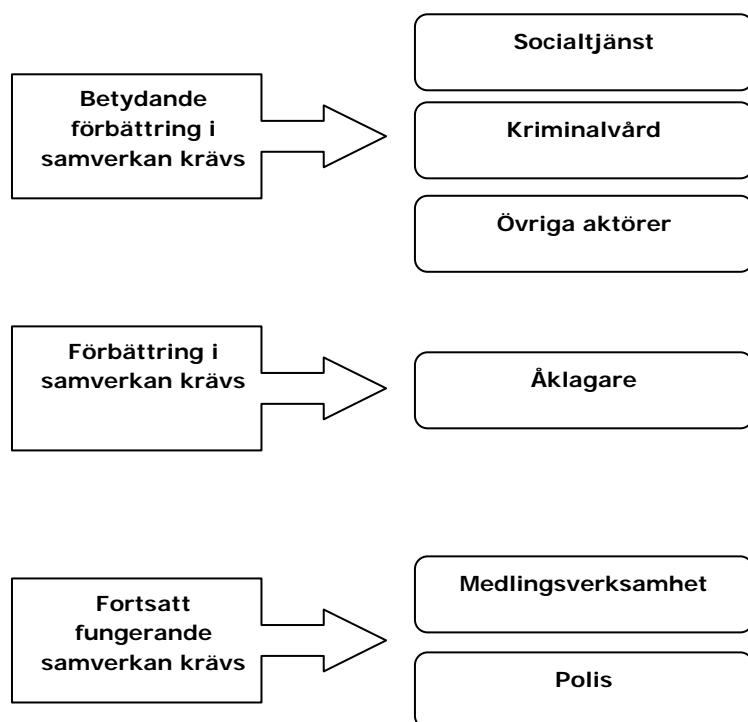 Betydande
förbättring i
samverkan krävs
Socialtjänst
Kriminalvård
Övriga aktörer
Förbättring i
samverkan krävs
Åklagare
Fortsatt
fungerande
samverkan krävs
Medlingsverksamhet
Polis